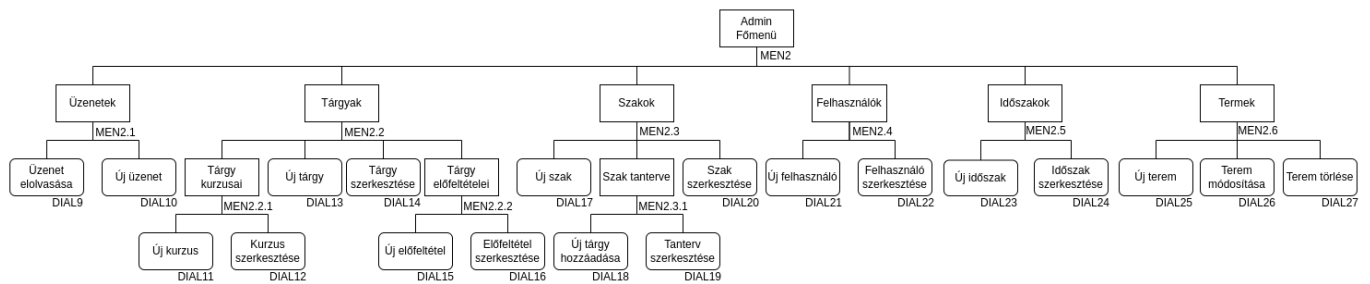 Admin
Főmenü
MEN2
Üzenetek
Tárgyak
Szakok
Felhasználók
Időszakok
Termek
MEN2.1
MEN2.2
MEN2.3
MEN2.4
MEN2.5
MEN2.6
Üzenet
elolvasása
DIAL9
Új üzenet
DIAL10
Tárgy
kurzusai
MEN2.2.1
Új tárgy
DIAL13
Tárgy
szerkesztése
DIAL14
Tárgy
előfeltételei
MEN2.2.2
Új szak
DIAL17
Szak tanterve
MEN2.3.1
Szak
szerkesztése
DIAL20
Új felhasználó
DIAL21
Felhasználó
szerkesztése
DIAL22
Új időszak
DIAL23
Időszak
szerkesztése
DIAL24
Új terem
DIAL25
Terem
módosítása
DIAL26
Terem törlése
DIAL27
Új kurzus
DIAL11
Kurzus
szerkesztése
DIAL12
Új előfeltétel
DIAL15
Előfeltétel
szerkesztése
DIAL16
Új tárgy
hozzáadása
DIAL18
Tanterv
szerkesztése
DIAL19